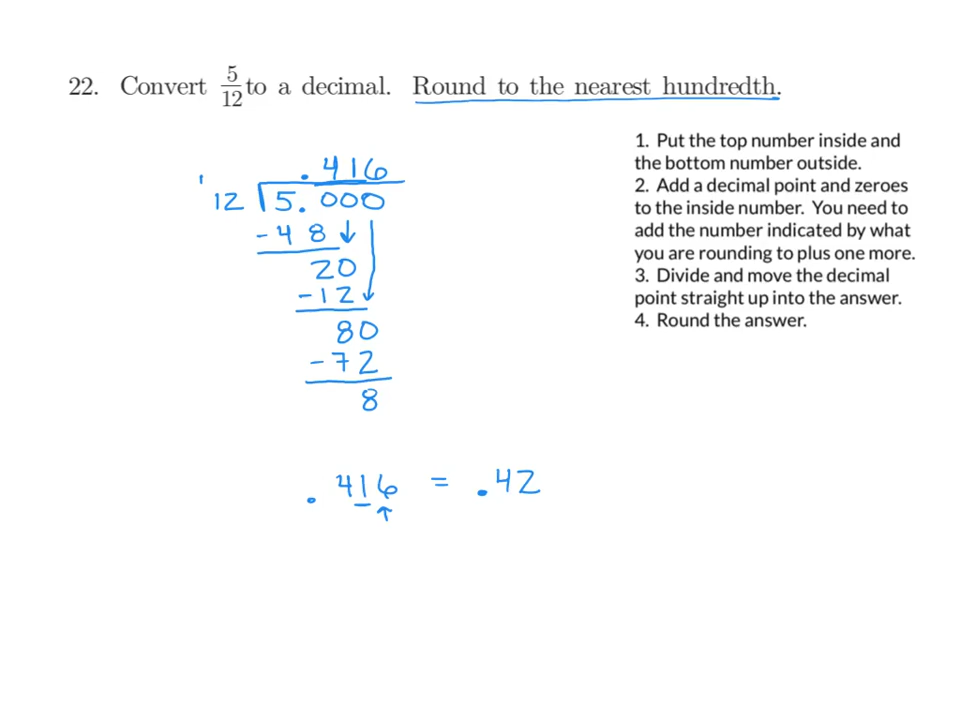 22. Convert 5/12 to a decimal. Round to the nearest hundredth.
1. Put the top number inside and
the bottom number outside.
2. Add a decimal point and zeroes
to the inside number. You need to
add the number indicated by what
you are rounding to plus one more.
3. Divide and move the decimal
point straight up into the answer.
4. Round the answer.
.416
12 5.000
-48
20
-12
80
-72
8
.416 = .42